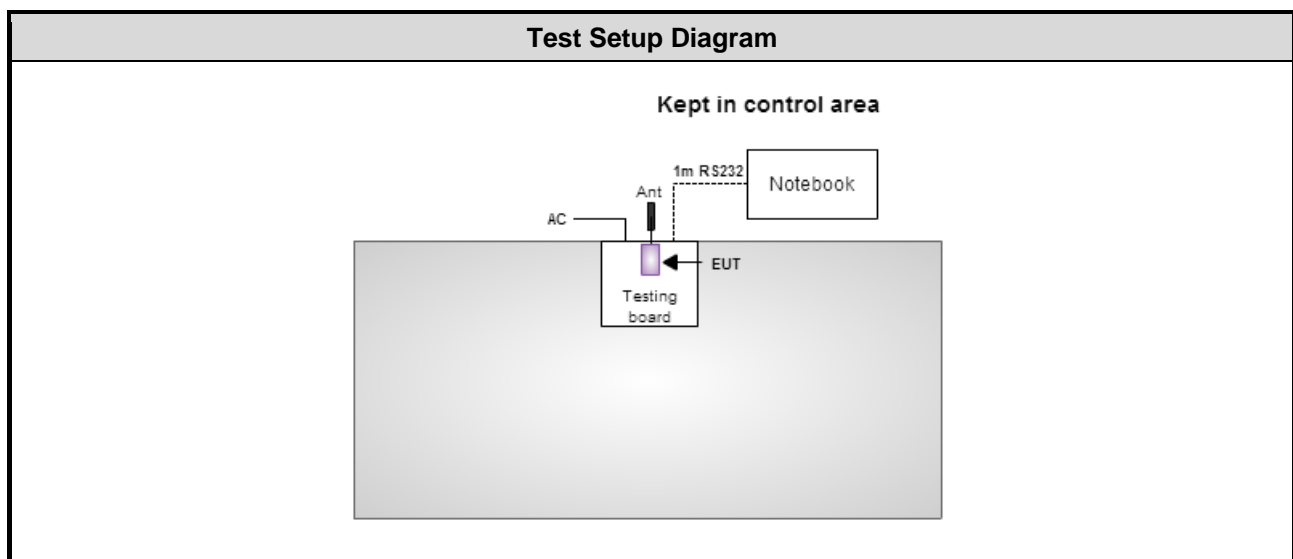 Test Setup Diagram
Kept in control area
1m RS232
Notebook
Ant
AC
EUT
Testing
board